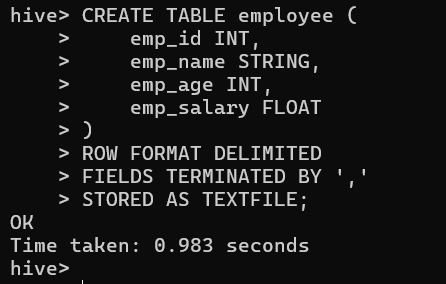 hive> CREATE TABLE employee (
    >     emp_id INT,
    >     emp_name STRING,
    >     emp_age INT,
    >     emp_salary FLOAT
    > )
    > ROW FORMAT DELIMITED
    > FIELDS TERMINATED BY ','
    > STORED AS TEXTFILE;
OK
Time taken: 0.983 seconds
hive>